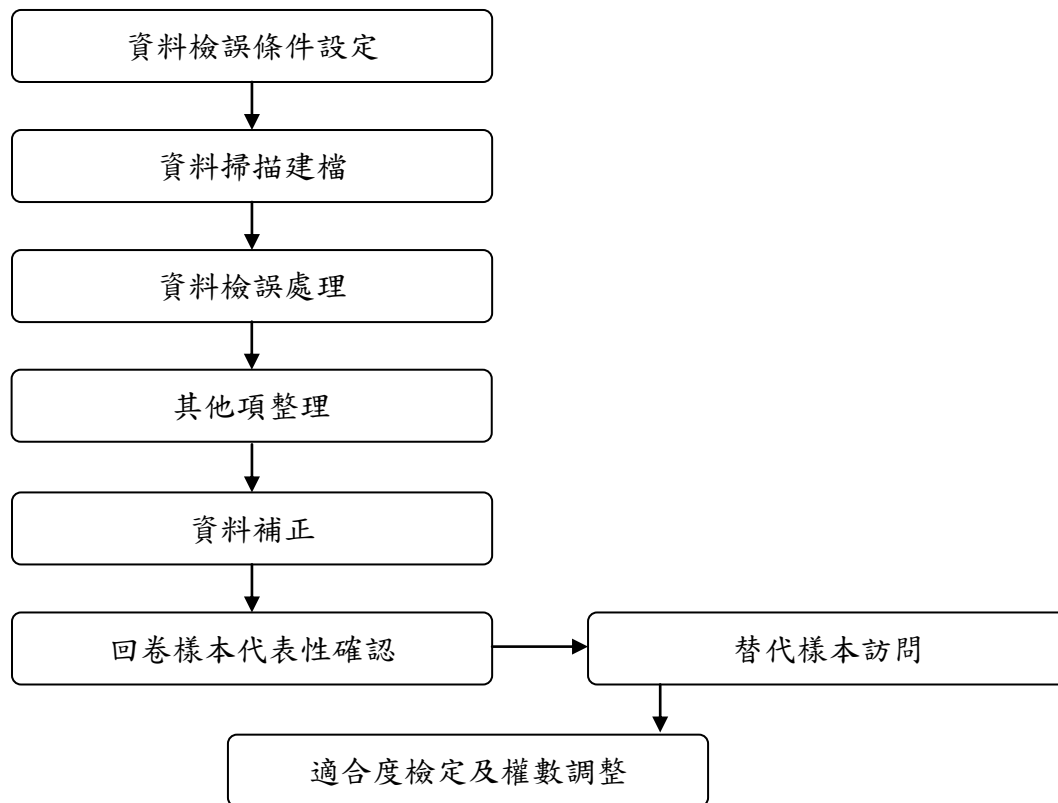 資料檢誤條件設定
資料掃描建檔
資料檢誤處理
其他項整理
資料補正
回卷樣本代表性確認
替代樣本訪問
適合度檢定及權數調整